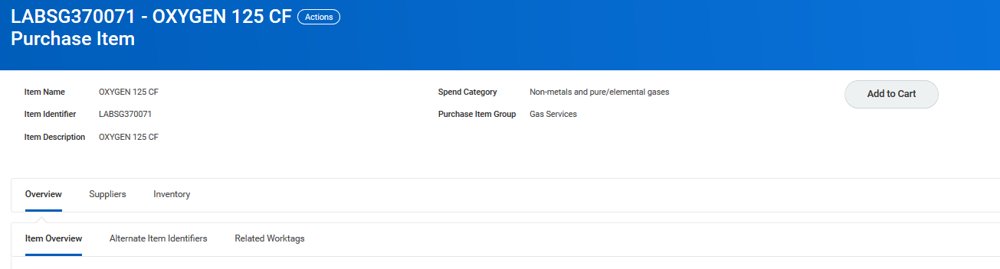 LABSG370071 - OXYGEN 125 CF Actions
Purchase Item
Item Name OXYGEN 125 CF Spend Category Non-metals and pure/elemental gases Add to Cart
Item Identifier LABSG370071 Purchase Item Group Gas Services
Item Description OXYGEN 125 CF
Overview Suppliers Inventory
Item Overview Alternate Item Identifiers Related Worktags